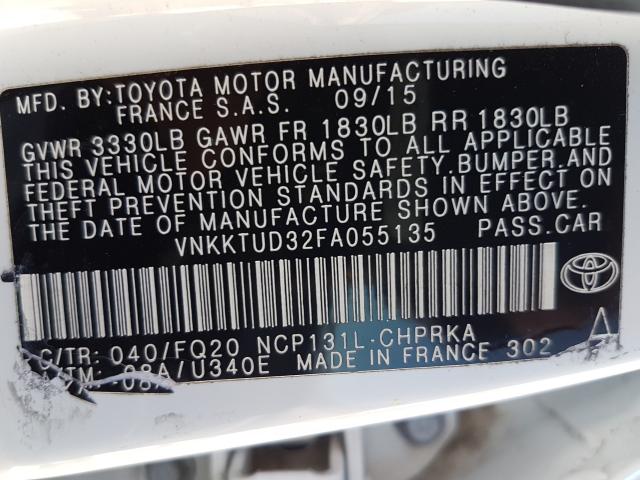 MFD. BY:TOYOTA MOTOR MANUFACTURING
FRANCE S.A.S. 09/15
GVWR 3330LB GAWR FR 1830LB RR 1830LB
THIS VEHICLE CONFORMS TO ALL APPLICABLE
FEDERAL MOTOR VEHICLE SAFETY,BUMPER,AND
THEFT PREVENTION STANDARDS IN EFFECT ON
THE DATE OF MANUFACTURE SHOWN ABOVE.
VNKKTUD32FA055135 PASS.CAR
C/TR: 040/FQ20 NCP131L-CHPRKA
/TM: -08A/U340E MADE IN FRANCE 302